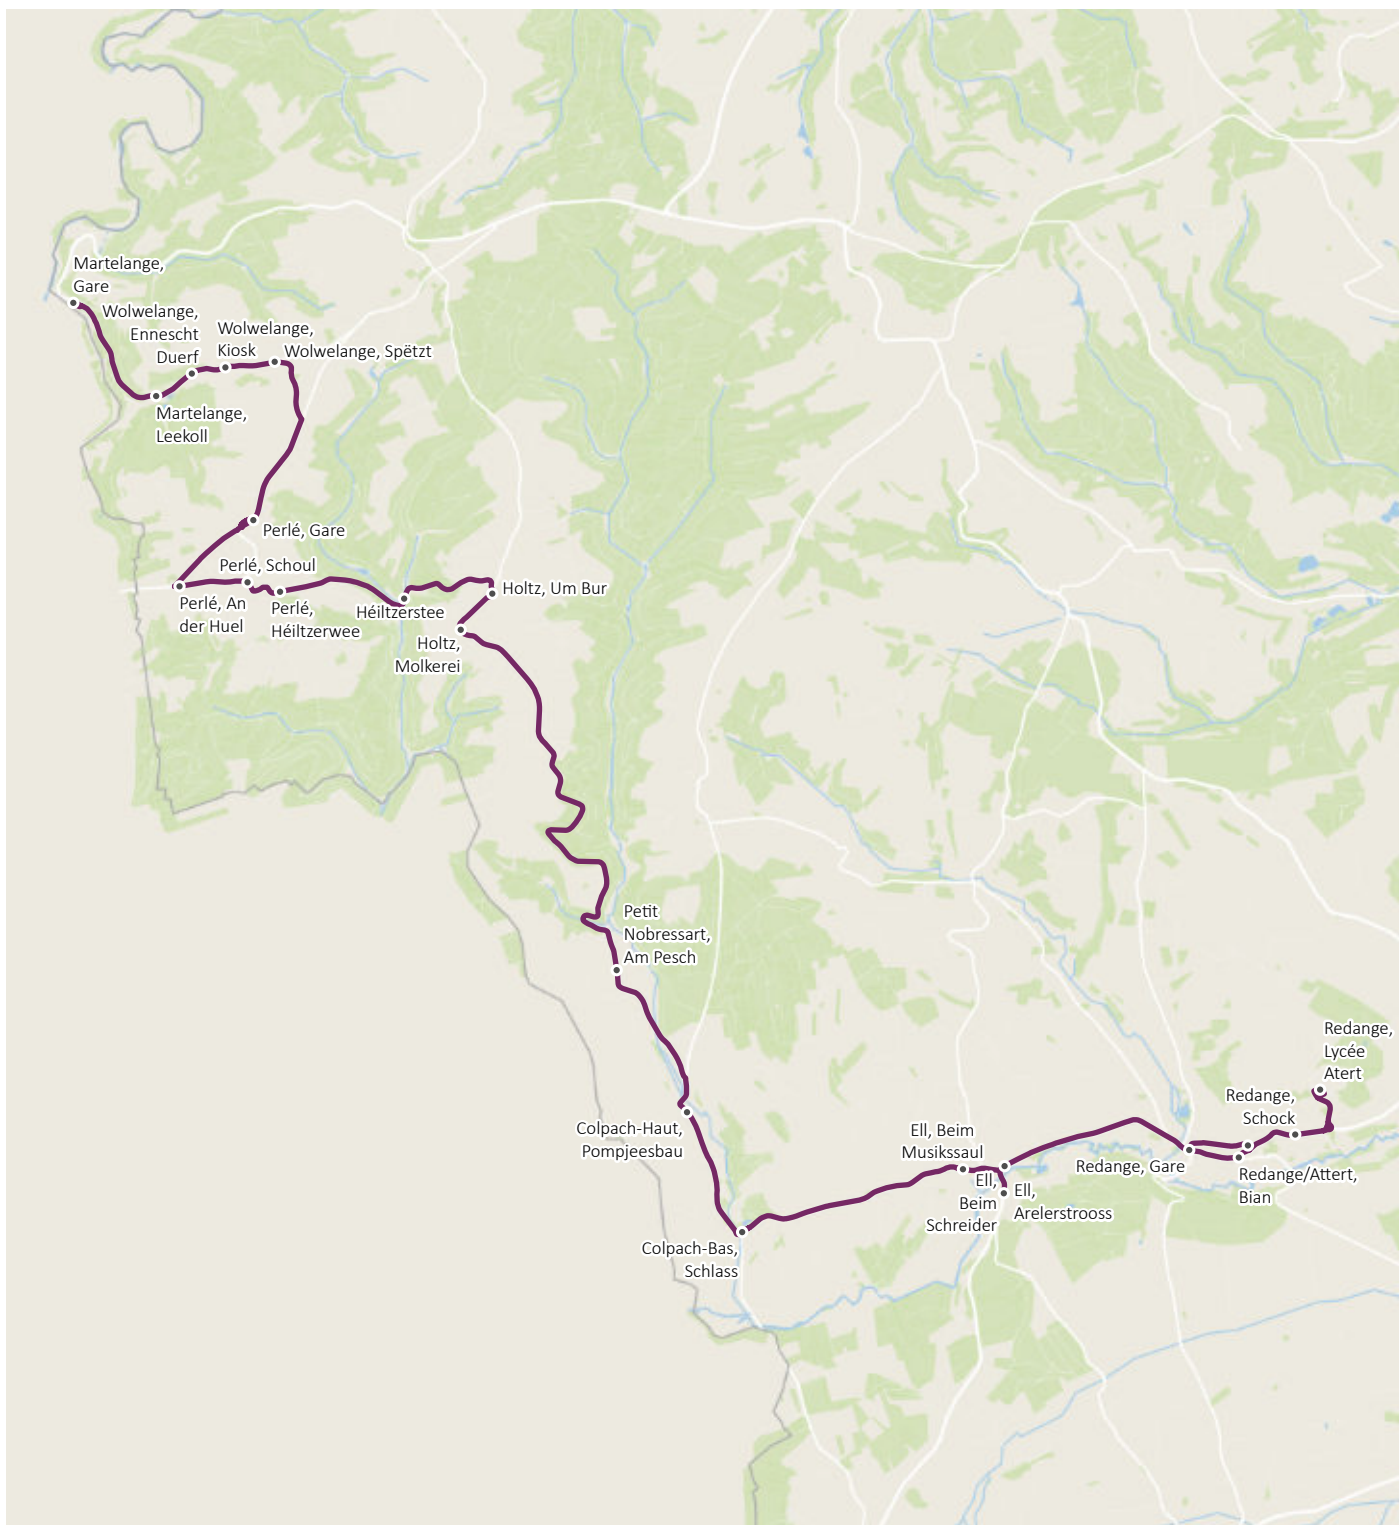 Martelange,
Gare
Wolwelange,
Ennescht
Duerf
Wolwelange,
Kiosk
Wolwelange, Spëtzt
Martelange,
Leekoll
Perlé, Gare
Perlé, Schoul
Perlé, An
der Huel
Perlé,
Héiltzerwee
Héiltzerstee
Holtz, Um Bur
Holtz,
Molkerei
Petit
Nobressart,
Am Pesch
Colpach-Haut,
Pompjeesbau
Colpach-Bas,
Schlass
Ell, Beim
Musikssaul
Ell,
Beim
Schreider
Ell,
Arelerstrooss
Redange, Gare
Redange/Attert,
Bian
Redange,
Schock
Redange,
Lycée
Atert